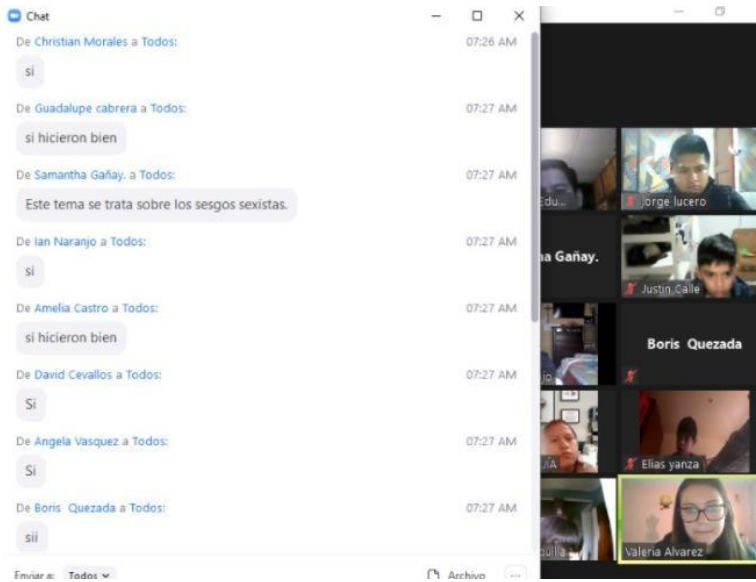 Chat
De Christian Morales a Todos: 07:26 AM
si
De Guadalupe cabrera a Todos: 07:27 AM
si hicieron bien
De Samantha Gañay. a Todos: 07:27 AM
Este tema se trata sobre los sesgos sexistas.
De Ian Naranjo a Todos: 07:27 AM
si
De Amelia Castro a Todos: 07:27 AM
si hicieron bien
De David Cevallos a Todos: 07:27 AM
Si
De Angela Vasquez a Todos: 07:27 AM
Si
De Boris Quezada a Todos: 07:27 AM
sii
Enviar a: Todos
Archivo
Edu...
Jorge lucero
na Gañay.
Justin Calle
Boris Quezada
Elias yanza
Valeria Alvarez